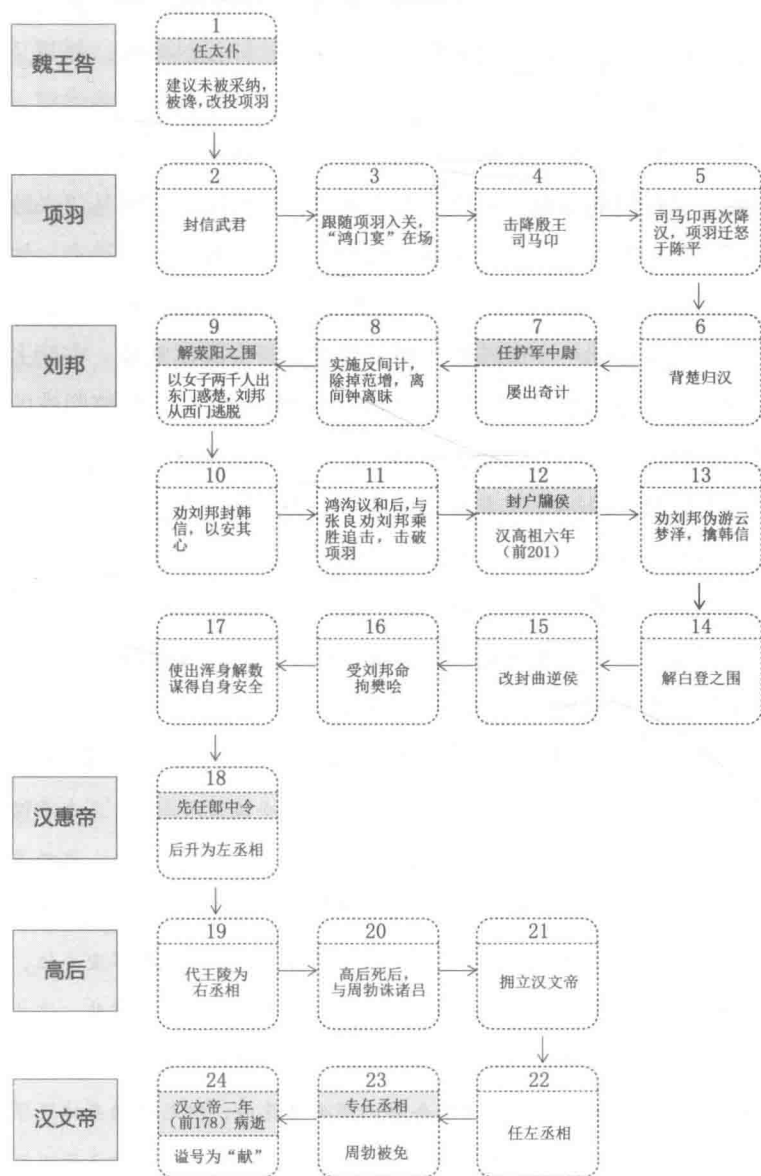 魏王咎
1
任太仆
建议未被采纳，
被谗，改投项羽
项羽
2
封信武君
3
跟随项羽入关，
“鸿门宴”在场
4
击降殷王
司马卬
5
司马卬再次降
汉，项羽迁怒
于陈平
刘邦
9
解荥阳之围
以女子两千人出
东门惑楚，刘邦
从西门逃脱
8
实施反间计，
除掉范增，离
间钟离眛
7
任护军中尉
屡出奇计
6
背楚归汉
10
劝刘邦封韩
信，以安其
心
11
鸿沟议和后，与
张良劝刘邦乘
胜追击，击破
项羽
12
封户牖侯
汉高祖六年
（前201）
13
劝刘邦伪游云
梦泽，擒韩信
17
使出浑身解数
谋得自身安全
16
受刘邦命
拘樊哙
15
改封曲逆侯
14
解白登之围
汉惠帝
18
先任郎中令
后升为左丞相
高后
19
代王陵为
右丞相
20
高后死后，
与周勃诛诸吕
21
拥立汉文帝
汉文帝
24
汉文帝二年
（前178）病逝
谥号为“献”
23
专任丞相
周勃被免
22
任左丞相